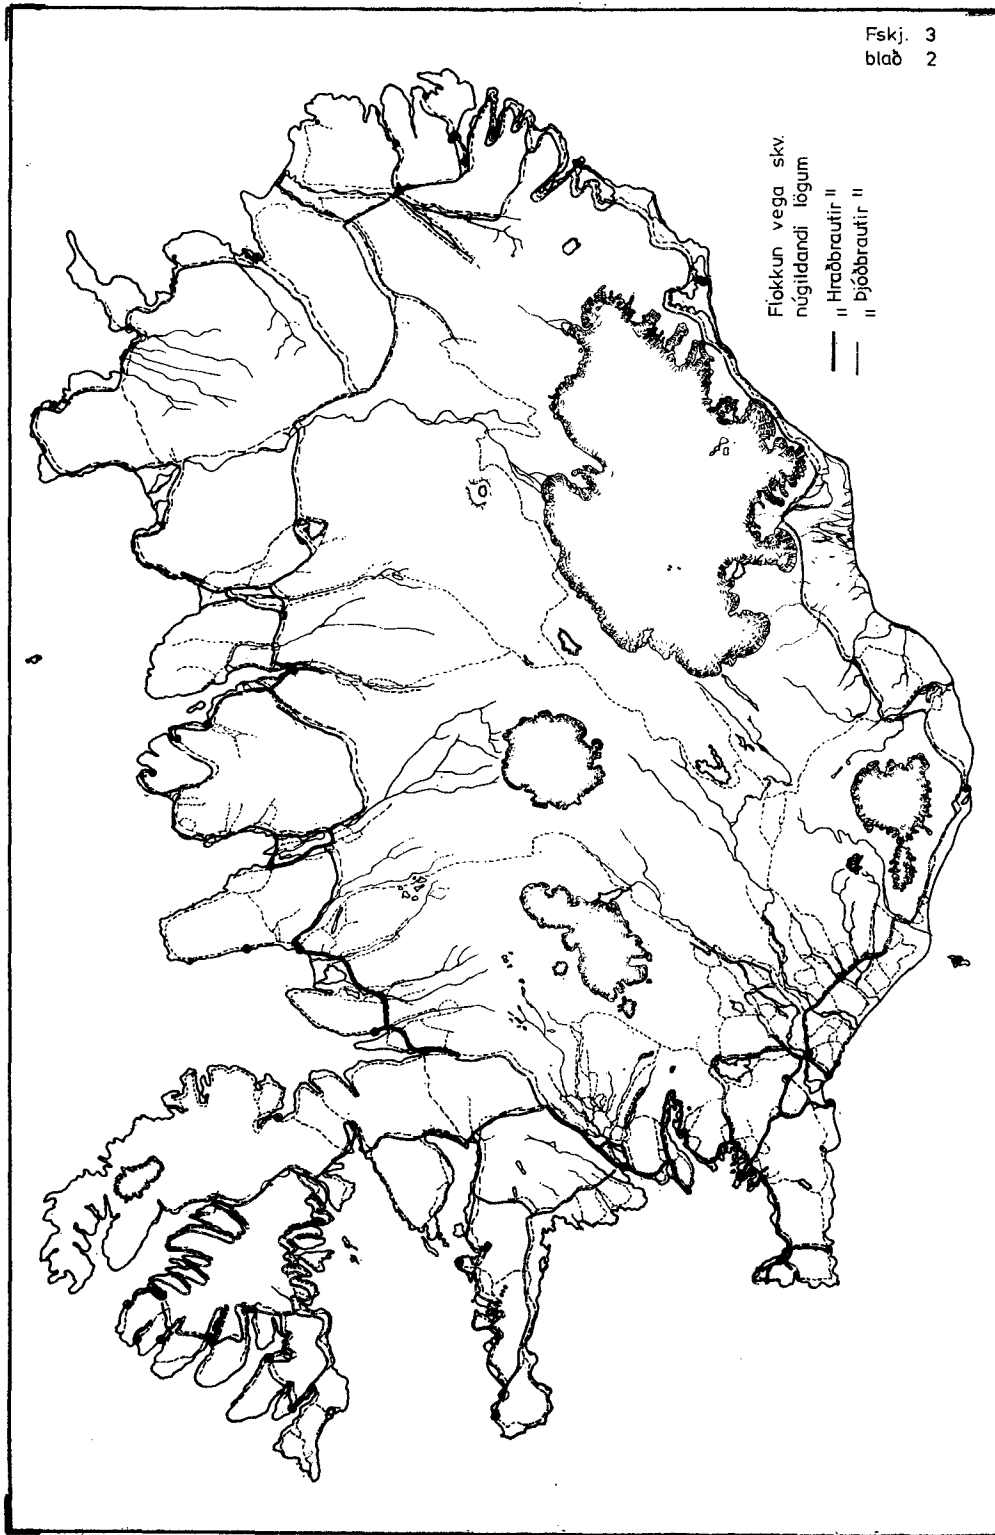 Fskj. 3
blað 2
Flokkun vega skv.
núgildandi lögum
" Hraðbrautir "
" Þjóðbrautir "